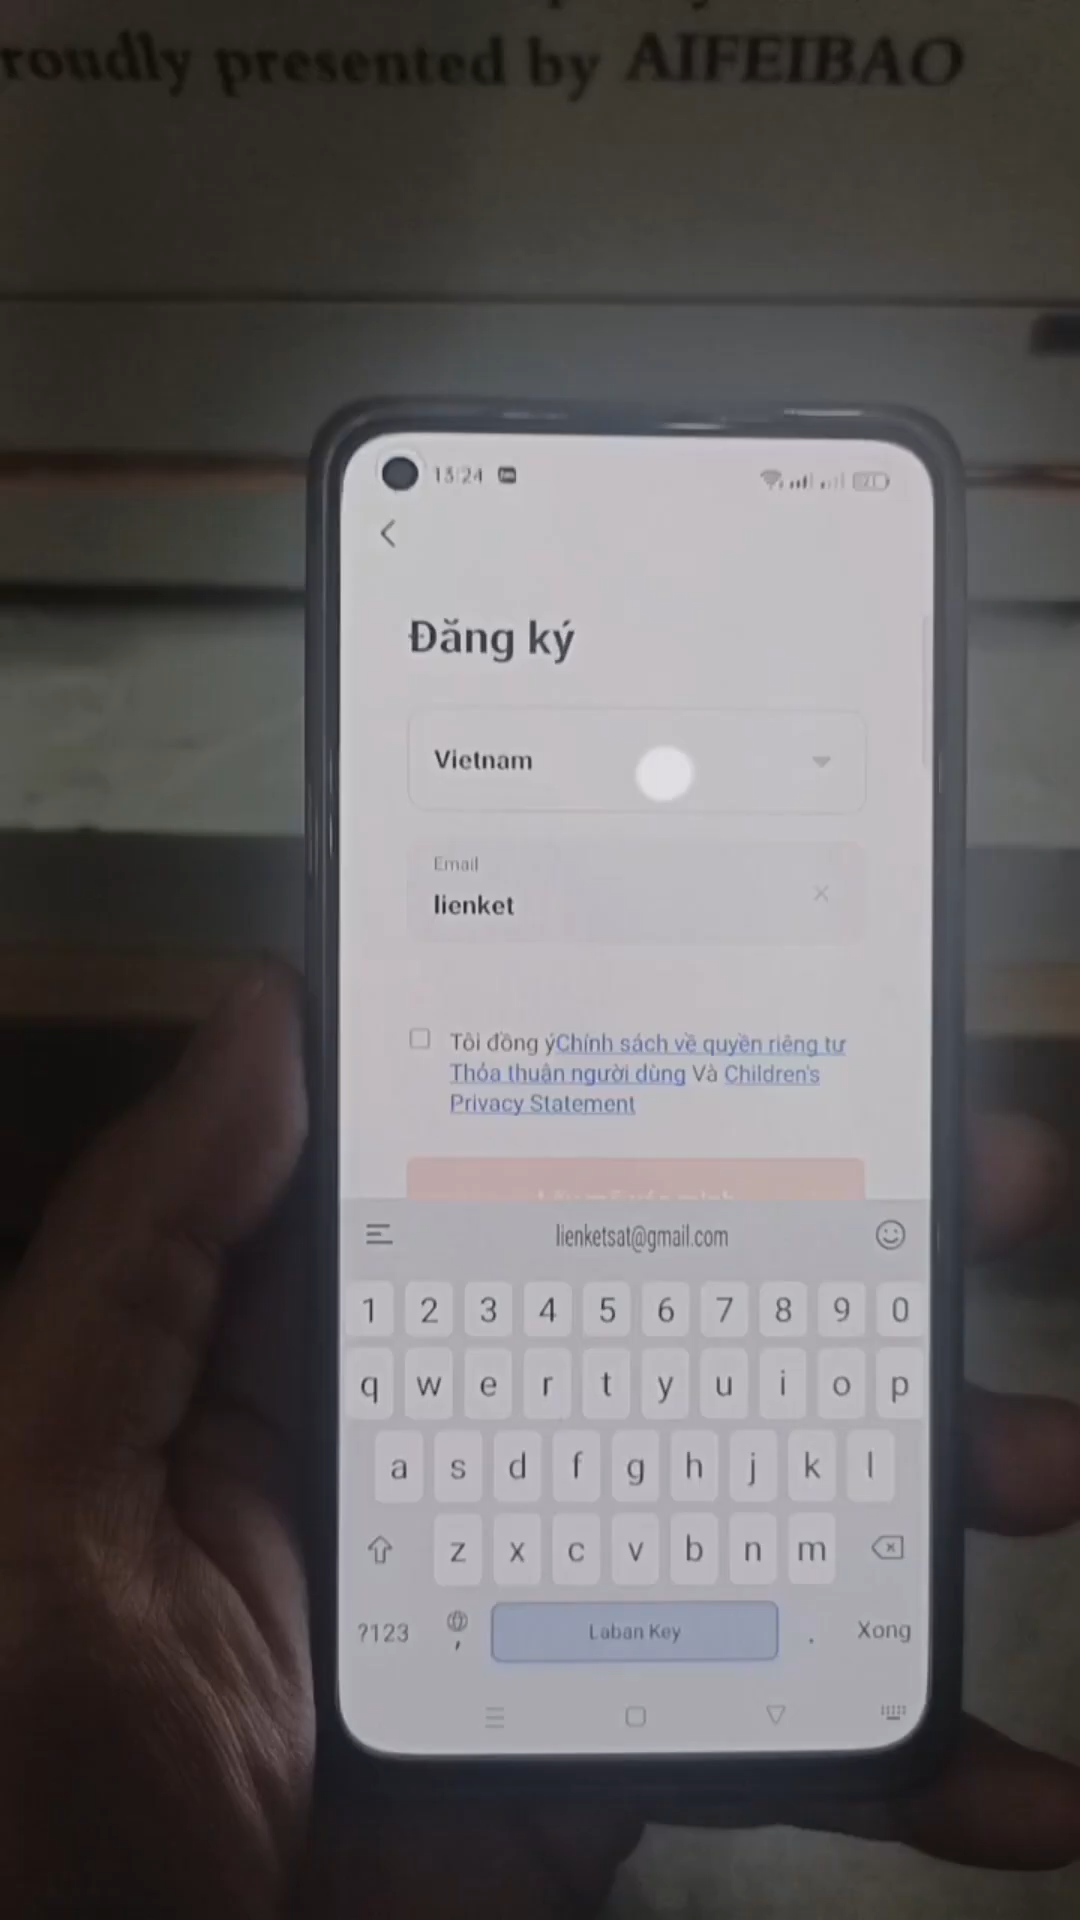 roudly presented by AIFEIBAO
13:24
21
Đăng ký
Vietnam
Email
lienket
Tôi đồng ýChính sách về quyền riêng tư
Thỏa thuận người dùng Và Children's
Privacy Statement
lienketsat@gmail.com
1 2 3 4 5 6 7 8 9 0
q w e r t y u i o p
a s d f g h j k l
z x c v b n m
?123 , Laban Key . Xong